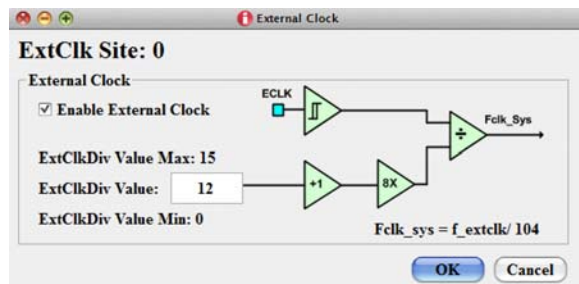 External Clock
ExtClk Site: 0
External Clock
Enable External Clock
ECLK
Fclk_Sys
÷
ExtClkDiv Value Max: 15
ExtClkDiv Value: 12
+1
8X
ExtClkDiv Value Min: 0
Fclk_sys = f_extclk/ 104
OK
Cancel